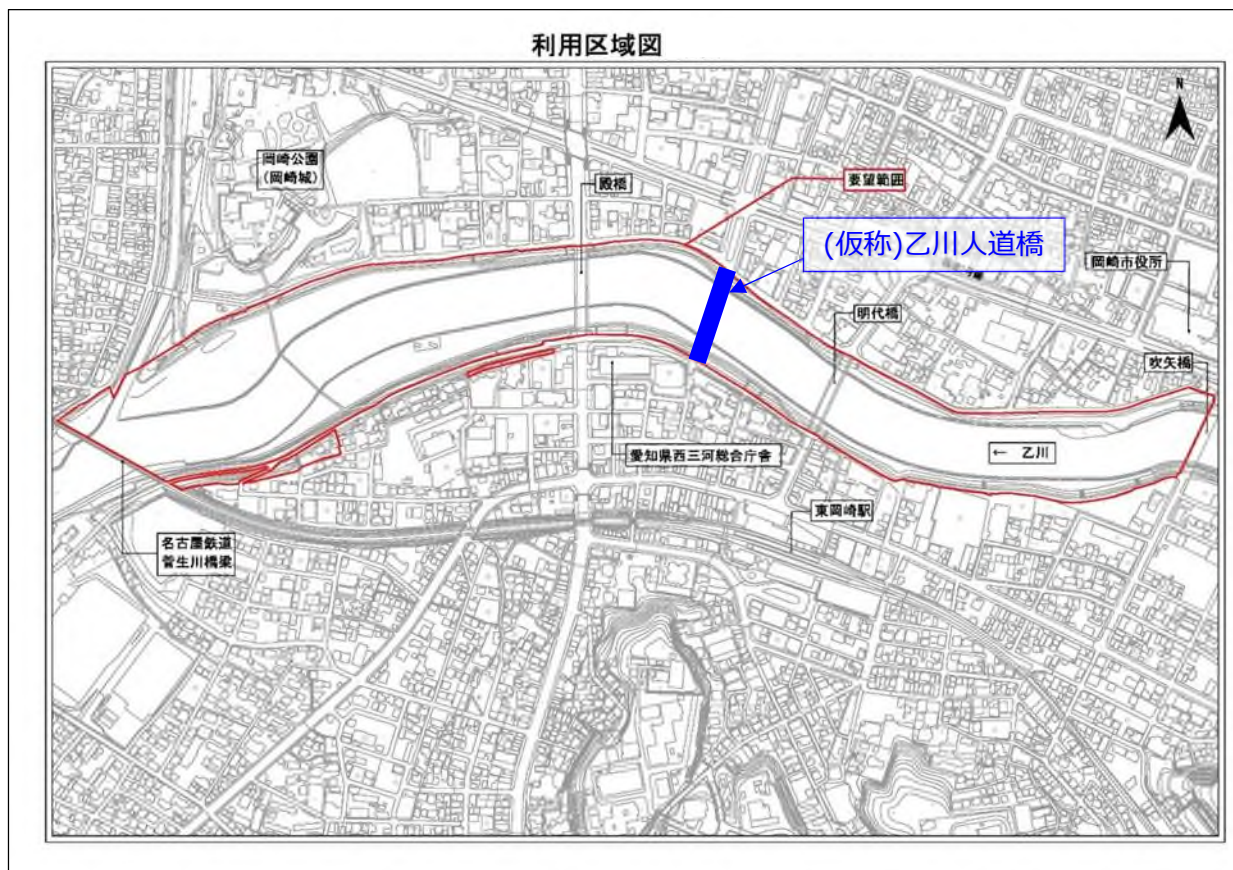 利用区域図
N
岡崎公園
(岡崎城)
殿橋
要望範囲
(仮称)乙川人道橋
岡崎市役所
明代橋
吹矢橋
愛知県西三河総合庁舎
← 乙川
東岡崎駅
名古屋鉄道
菅生川橋梁